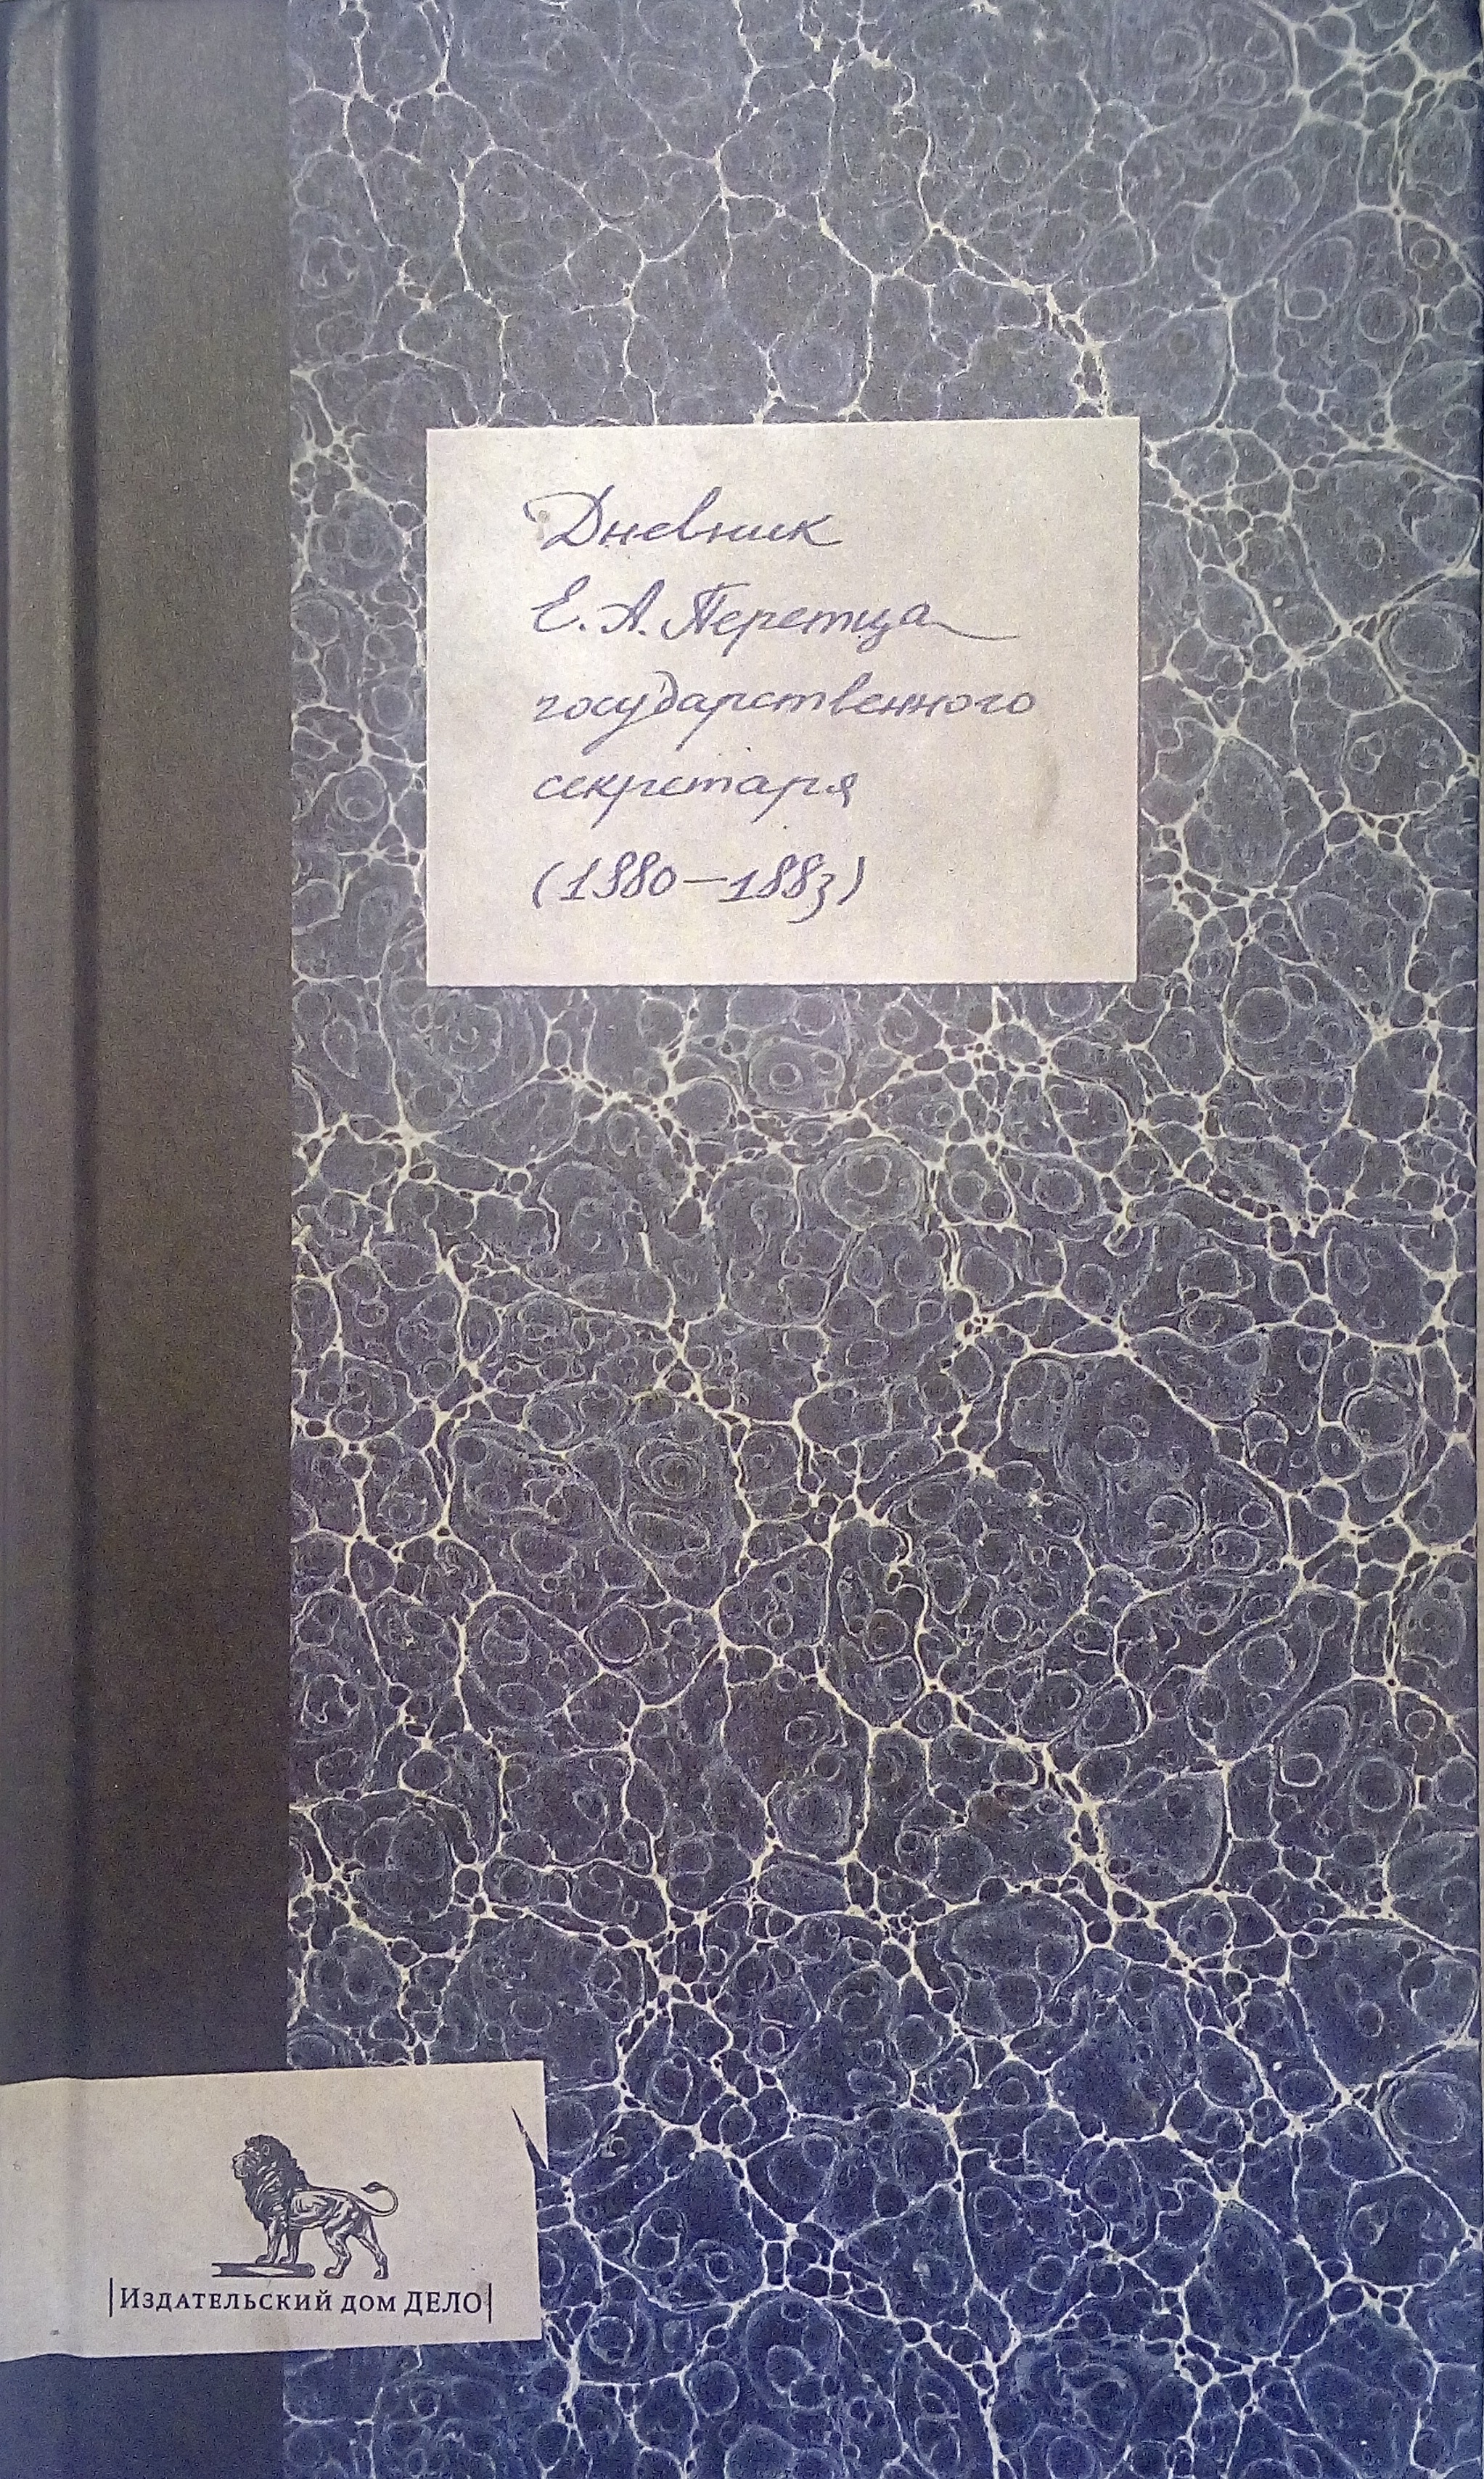 Дневник
Е. А. Перетца
государственного
секретаря
(1880—1883)
|Издательский дом ДЕЛО|